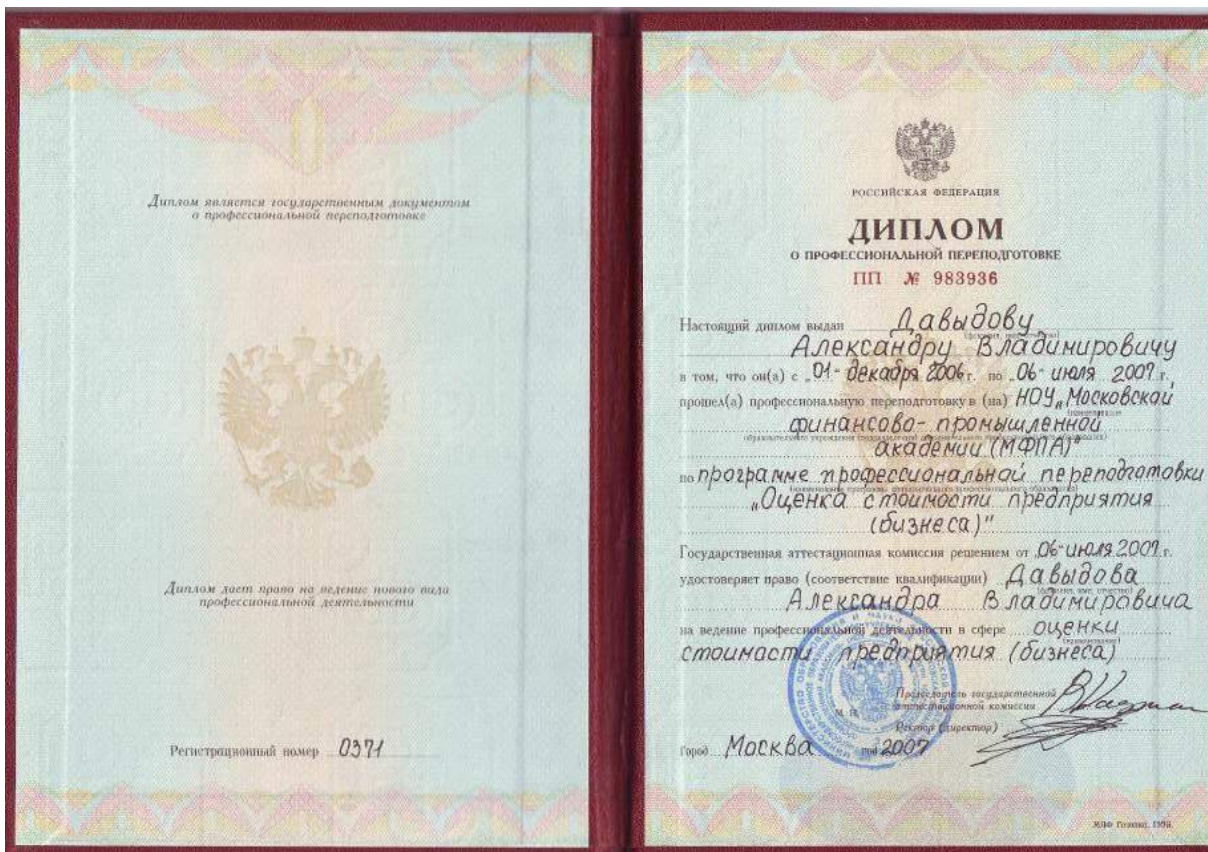 Диплом является государственным документом
о профессиональной переподготовке
Диплом дает право на ведение нового вида
профессиональной деятельности
Регистрационный номер 0371
РОССИЙСКАЯ ФЕДЕРАЦИЯ
ДИПЛОМ
О ПРОФЕССИОНАЛЬНОЙ ПЕРЕПОДГОТОВКЕ
ПП № 983936
Настоящий диплом выдан Давыдову
Александру Владимировичу
в том, что он(а) с „01" декабря 2006 г. по „06" июля 2007 г.
прошел(а) профессиональную переподготовку в (на) НОУ „Московской
финансово-промышленной
академии (МФПА)"
по программе профессиональной переподготовки
„Оценка стоимости предприятия
(бизнеса)"
Государственная аттестационная комиссия решением от „06" июля 2007 г.
удостоверяет право (соответствие квалификации) Давыдова
(фамилия, имя, отчество)
Александра Владимировича
на ведение профессиональной деятельности в сфере оценки
стоимости предприятия (бизнеса)
Председатель государственной
аттестационной комиссии
М. П.
Ректор (директор)
Город Москва год 2007